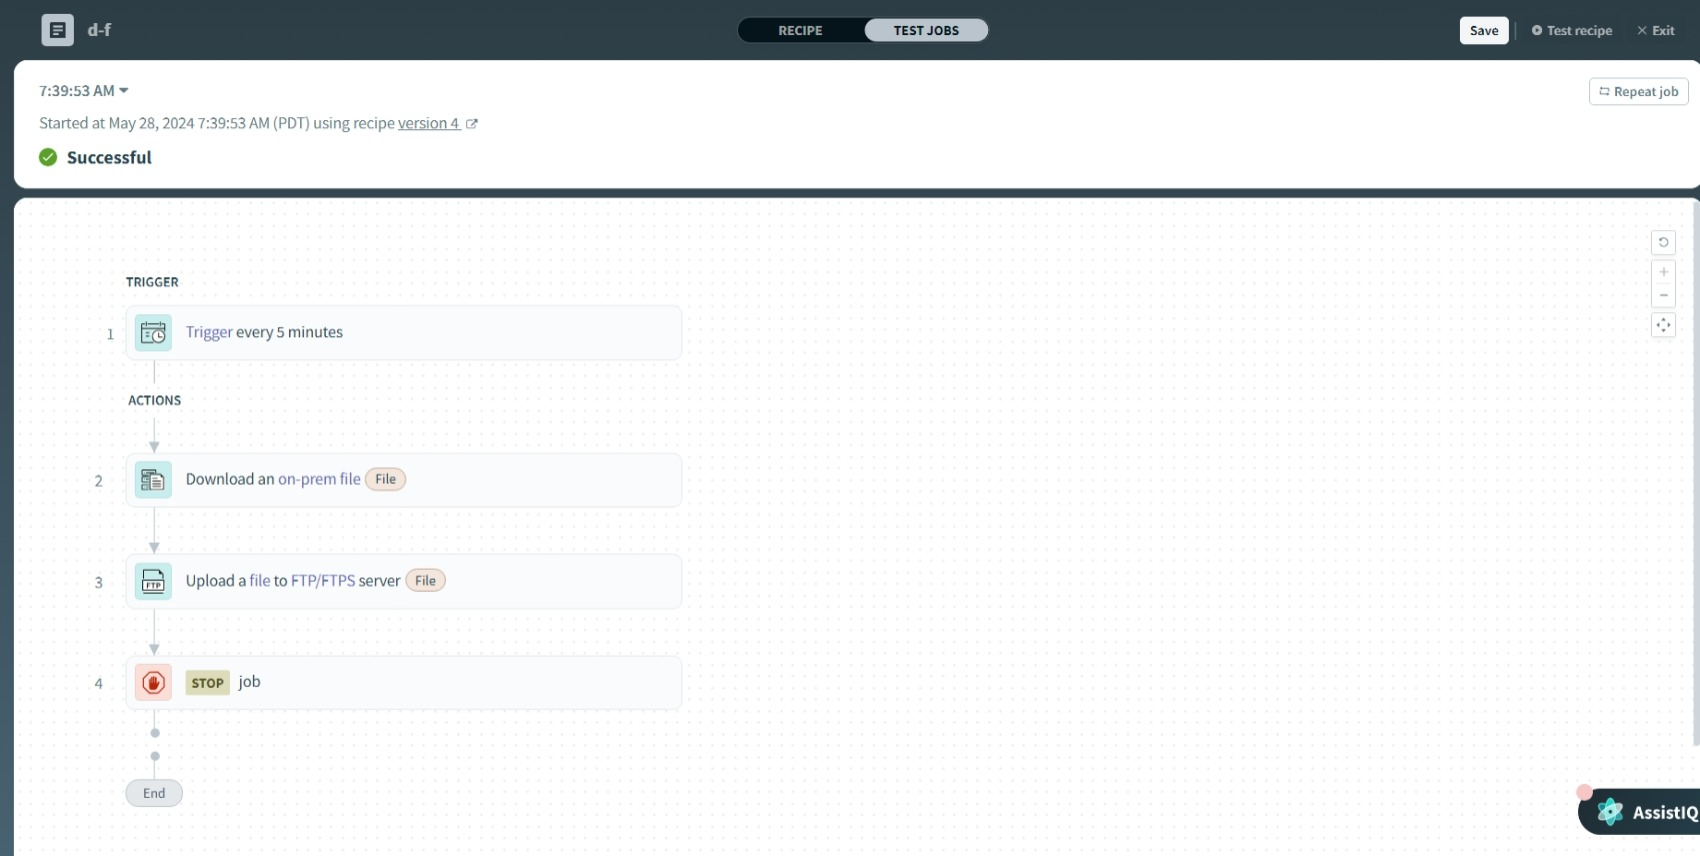 d-f
RECIPE
TEST JOBS
Save
Test recipe
Exit
7:39:53 AM
Repeat job
Started at May 28, 2024 7:39:53 AM (PDT) using recipe version 4
Successful
TRIGGER
1
Trigger every 5 minutes
ACTIONS
2
Download an on-prem file File
3
FTP
Upload a file to FTP/FTPS server File
4
STOP job
End
AssistIQ